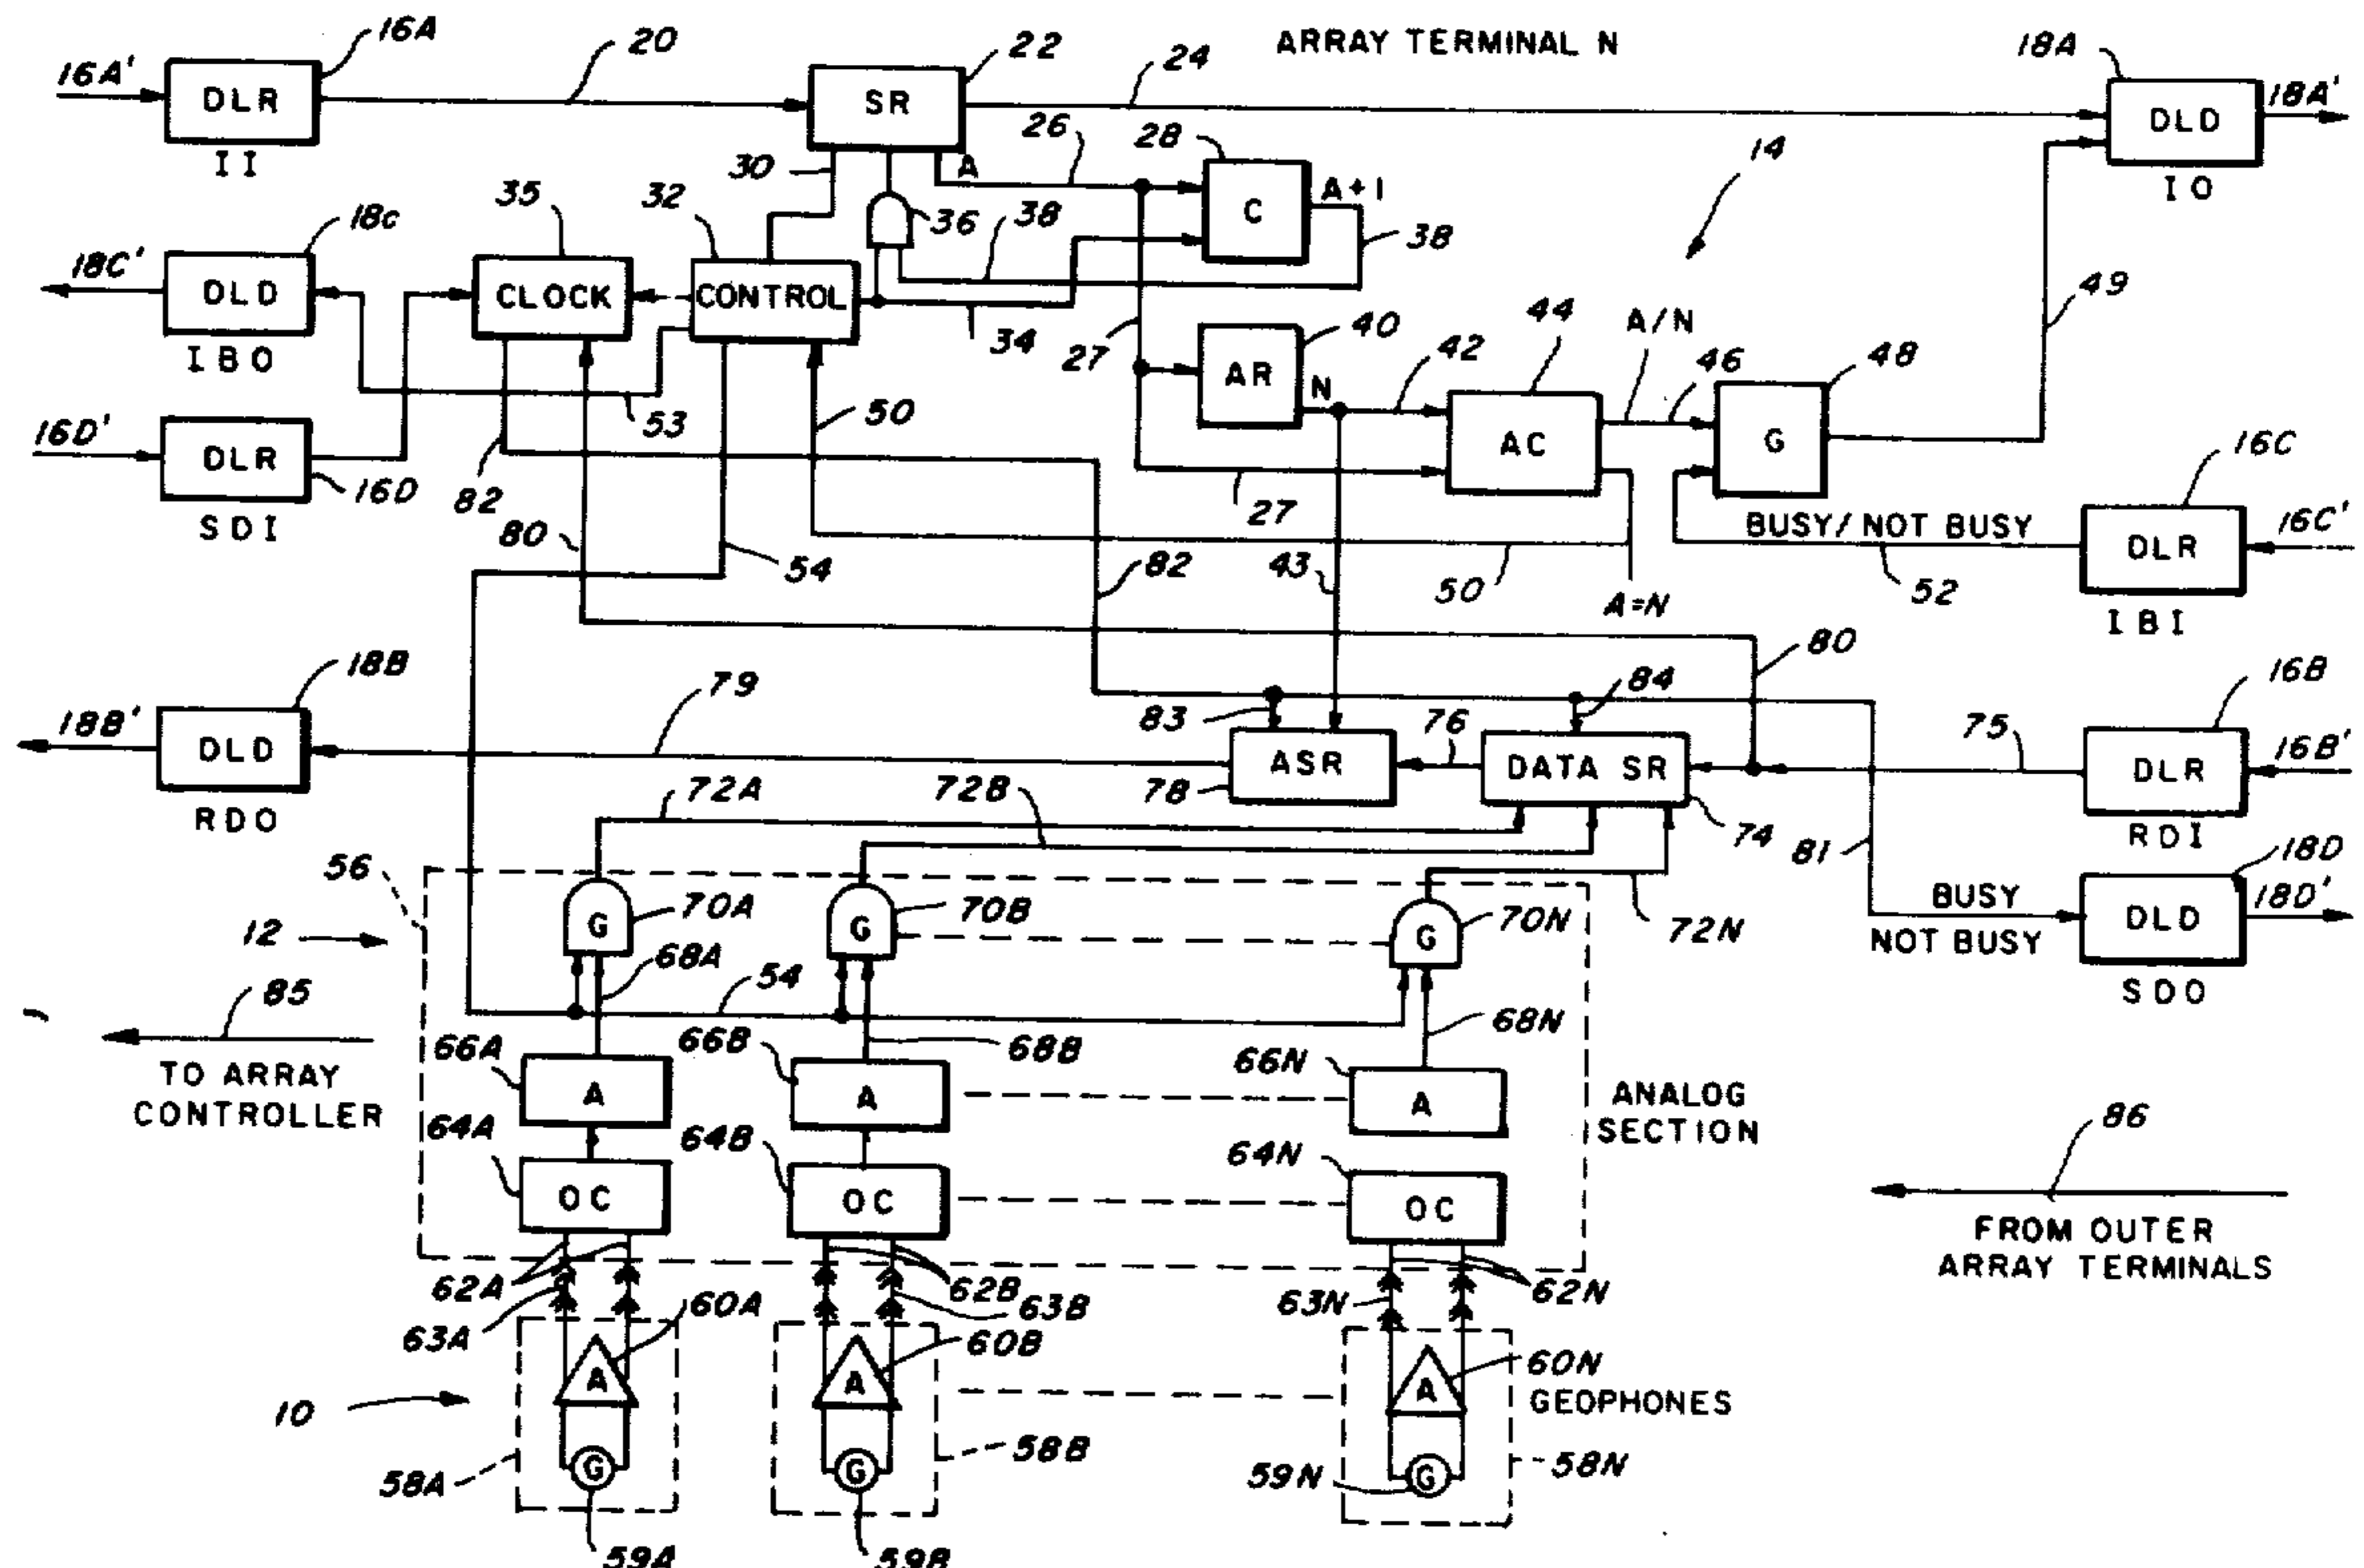 ARRAY TERMINAL N
16A' 16A 20 22 24 18A 18A'
DLR SR DLD
II IO
26 28 14
30 A A+1
35 32 36 38 C 38
18C' 18c
DLD CLOCK CONTROL
IBO
34 27 40 44 A/N 46 48 49
AR N 42
53 50
16D' DLR 16D
SDI
82 AC G
16C 16C'
27 BUSY/NOT BUSY
80 54 82 43 50 52 DLR
A=N IBI
80
18B 79 84 16B
18B' 83 76 75 16B'
DLD ASR DATA SR DLR
RDO 78 74 RDI
72A 72B 81 18D
56 BUSY 18D'
12 G 70A G 70B G 70N 72N NOT BUSY DLD
SDO
68A 54
85 68N
66A 66B 68B 66N
TO ARRAY
CONTROLLER
A A A
ANALOG
SECTION
86
64A 64B 64N
OC OC OC
FROM OUTER
ARRAY TERMINALS
62A 62B 62N
63A 60A 63B 63N
60B 60N
A A A
GEOPHONES
10
58A G G 58B 59N G 58N
59A 59B